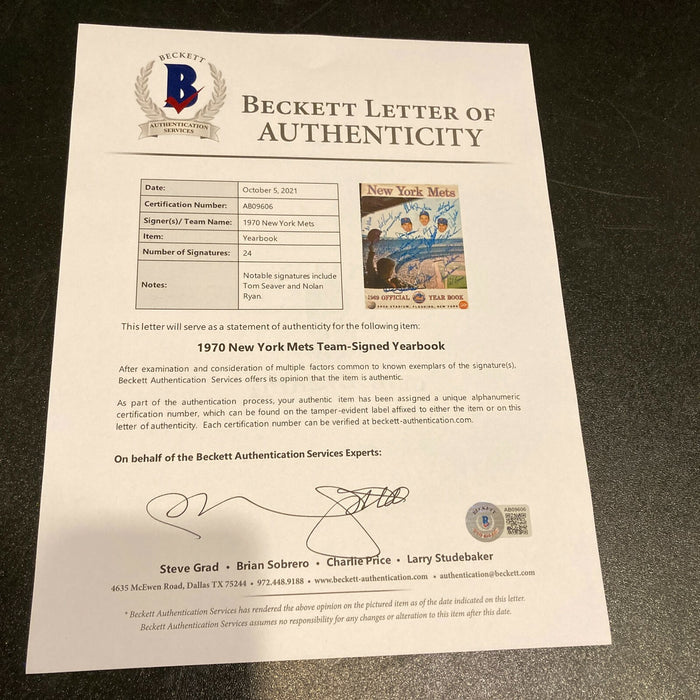 BECKETT
B
AUTHENTICATION
SERVICES
BECKETT LETTER OF
AUTHENTICITY
Date: October 5, 2021
Certification Number: AB09606
Signer(s)/ Team Name: 1970 New York Mets
Item: Yearbook
Number of Signatures: 24
Notes: Notable signatures include
Tom Seaver and Nolan
Ryan.
New York Mets
1969 OFFICIAL YEAR BOOK
SHEA STADIUM, FLUSHING, NEW YORK
This letter will serve as a statement of authenticity for the following item:
1970 New York Mets Team-Signed Yearbook
After examination and consideration of multiple factors common to known exemplars of the signature(s),
Beckett Authentication Services offers its opinion that the item is authentic.
As part of the authentication process, your authentic item has been assigned a unique alphanumeric
certification number, which can be found on the tamper-evident label affixed to either the item or on this
letter of authenticity. Each certification number can be verified at beckett-authentication.com.
On behalf of the Beckett Authentication Services Experts:
BECKETT
B
AB09606
Steve Grad • Brian Sobrero • Charlie Price • Larry Studebaker
4635 McEwen Road, Dallas TX 75244 • 972.448.9188 • www.beckett-authentication.com • authentication@beckett.com
* Beckett Authentication Services has rendered the above opinion on the pictured item as of the date indicated on this letter.
Beckett Authentication Services assumes no responsibility for any changes or alteration to this item after this date.